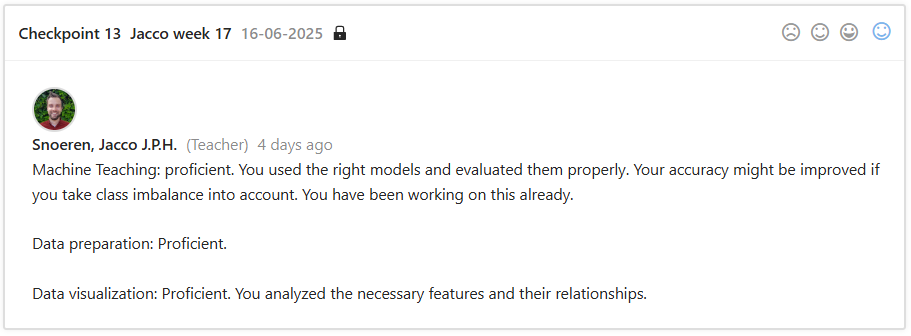 Checkpoint 13 Jacco week 17 16-06-2025
Snoeren, Jacco J.P.H. (Teacher) 4 days ago
Machine Teaching: proficient. You used the right models and evaluated them properly. Your accuracy might be improved if
you take class imbalance into account. You have been working on this already.
Data preparation: Proficient.
Data visualization: Proficient. You analyzed the necessary features and their relationships.